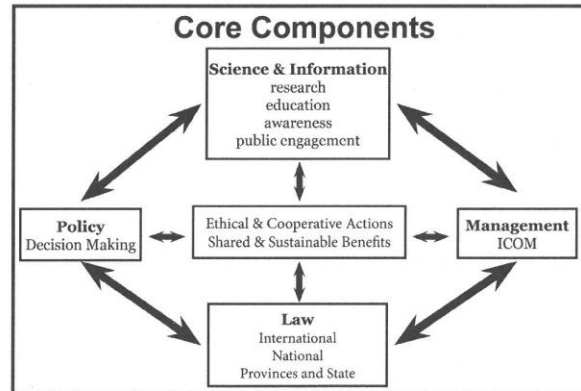 Core Components
Science & Information
research
education
awareness
public engagement
Policy
Decision Making
Ethical & Cooperative Actions
Shared & Sustainable Benefits
Management
ICOM
Law
International
National
Provinces and State